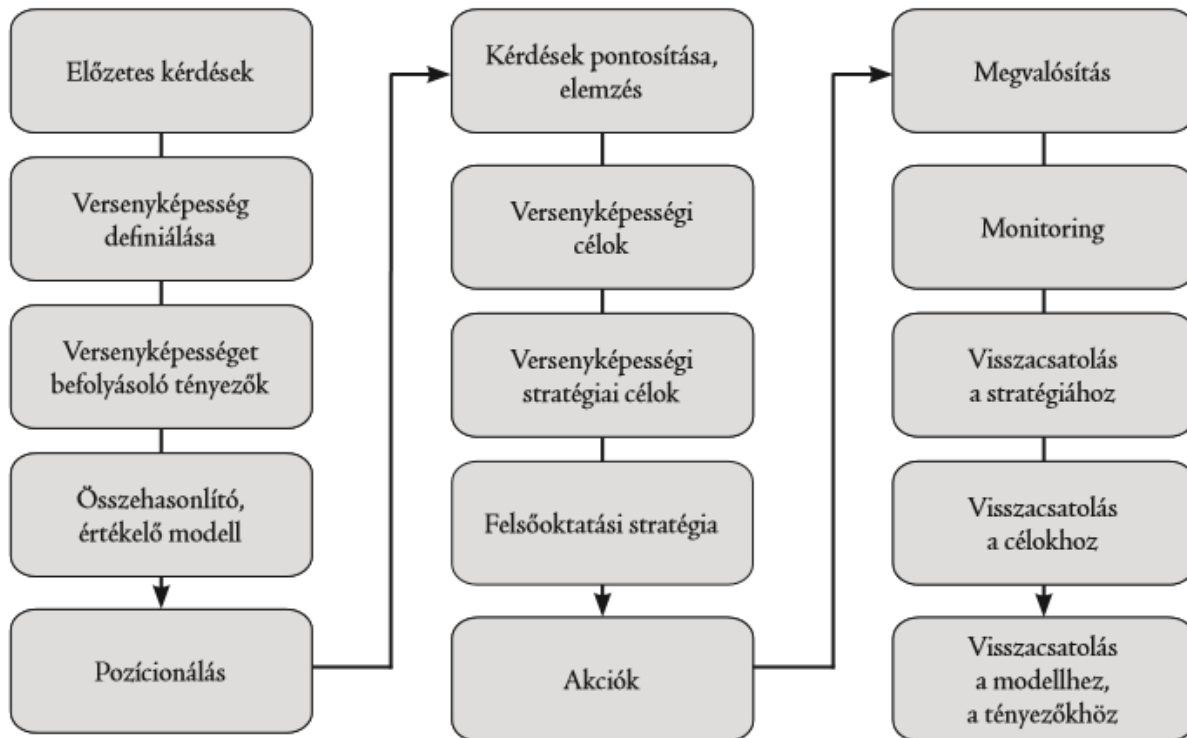 Előzetes kérdések
Versenyképesség
definiálása
Versenyképességet
befolyásoló tényezők
Összehasonlító,
értékelő modell
Pozícionálás
Kérdések pontosítása,
elemzés
Versenyképességi
célok
Versenyképességi
stratégiai célok
Felsőoktatási stratégia
Akciók
Megvalósítás
Monitoring
Visszacsatolás
a stratégiához
Visszacsatolás
a célokhoz
Visszacsatolás
a modellhez,
a tényezőkhöz